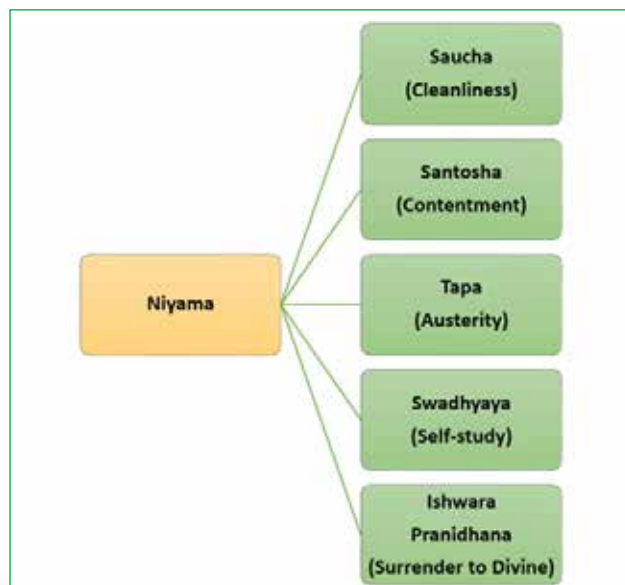 Saucha
(Cleanliness)
Santosha
(Contentment)
Niyama
Tapa
(Austerity)
Swadhyaya
(Self-study)
Ishwara
Pranidhana
(Surrender to Divine)